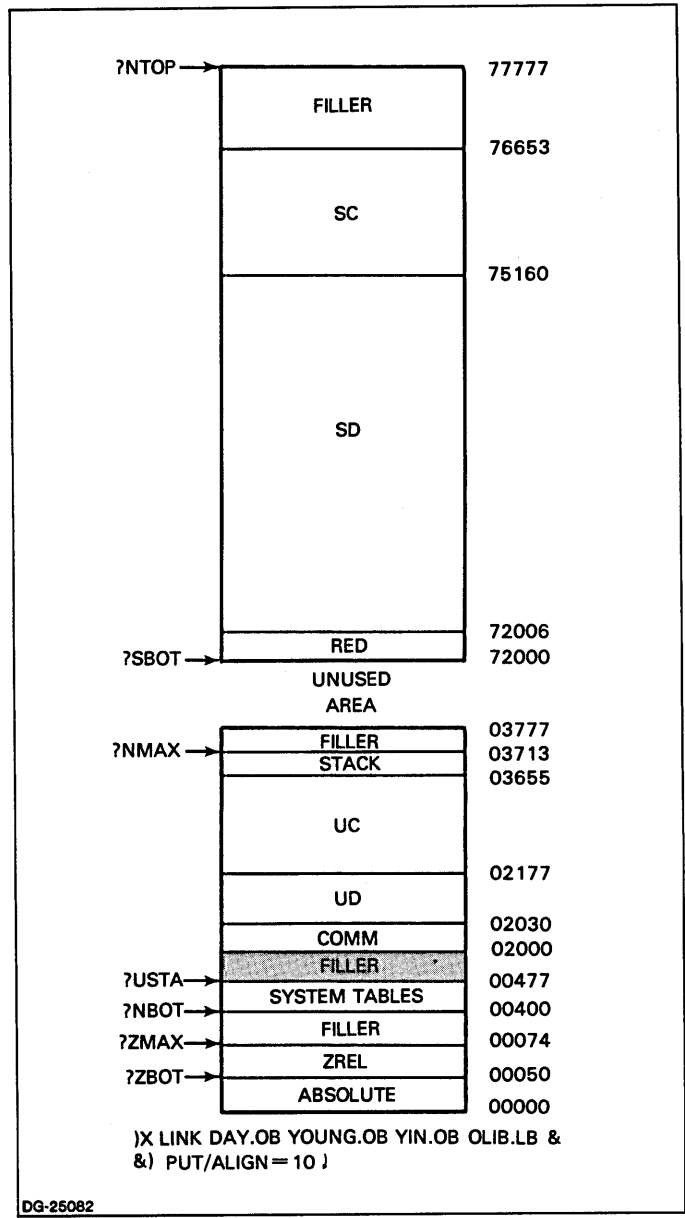 ?NTOP 77777
FILLER
76653
SC
75160
SD
72006
RED
?SBOT 72000
UNUSED
AREA
03777
FILLER
?NMAX 03713
STACK
03655
UC
02177
UD
02030
COMM
02000
FILLER
?USTA 00477
SYSTEM TABLES
?NBOT 00400
FILLER
?ZMAX 00074
ZREL
?ZBOT 00050
ABSOLUTE
00000
)X LINK DAY.OB YOUNG.OB YIN.OB OLIB.LB &
&) PUT/ALIGN = 10 )
DG-25082